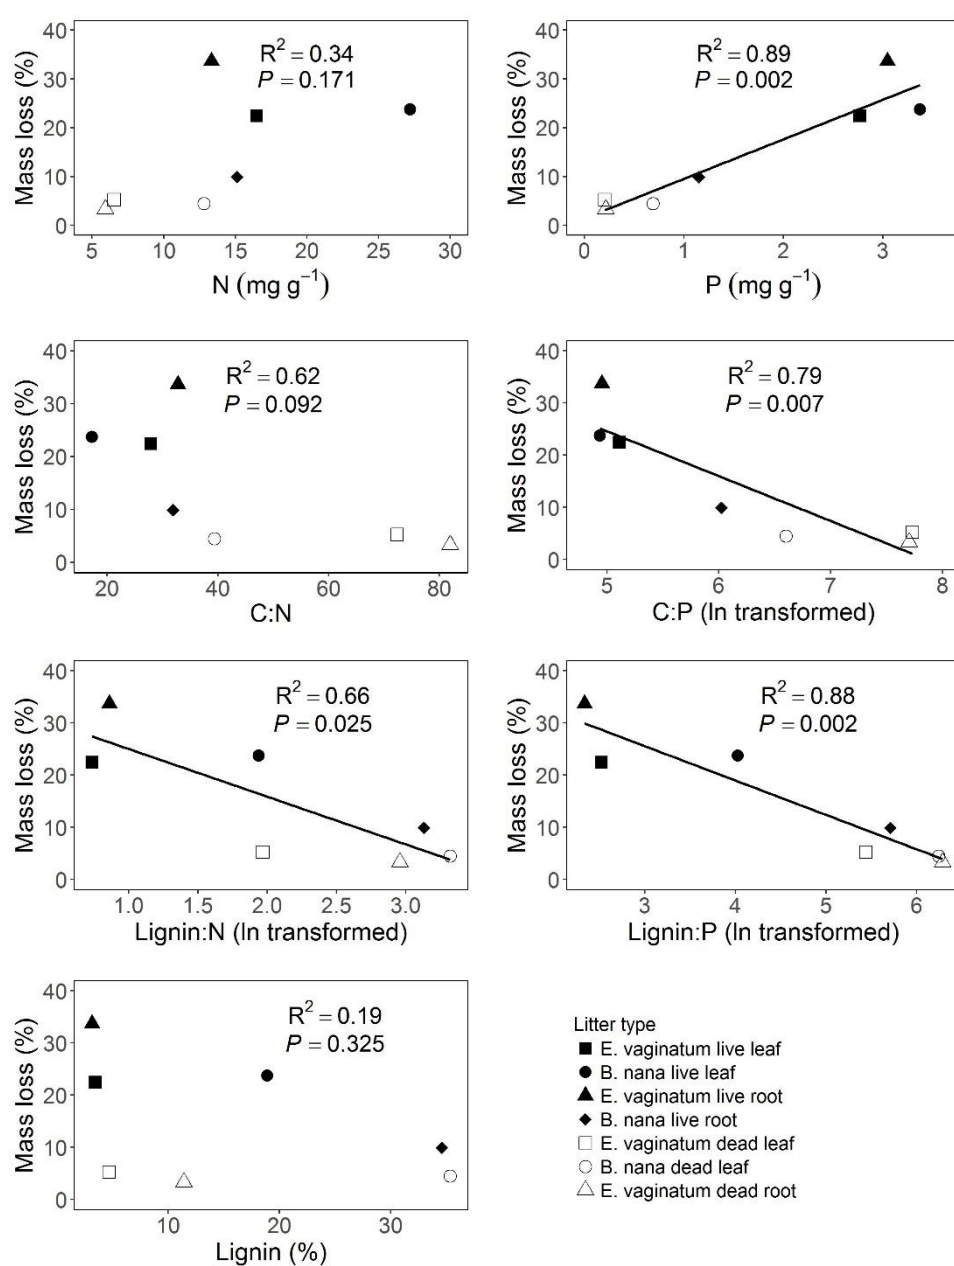 Mass loss (%)
40
30
20
10
0
R² = 0.34
P = 0.171
5 10 15 20 25 30
N (mg g⁻¹)
Mass loss (%)
40
30
20
10
0
R² = 0.89
P = 0.002
0 1 2 3
P (mg g⁻¹)
Mass loss (%)
40
30
20
10
0
R² = 0.62
P = 0.092
20 40 60 80
C:N
Mass loss (%)
40
30
20
10
0
R² = 0.79
P = 0.007
5 6 7 8
C:P (ln transformed)
Mass loss (%)
40
30
20
10
0
R² = 0.66
P = 0.025
1.0 1.5 2.0 2.5 3.0
Lignin:N (ln transformed)
Mass loss (%)
40
30
20
10
0
R² = 0.88
P = 0.002
3 4 5 6
Lignin:P (ln transformed)
Mass loss (%)
40
30
20
10
0
R² = 0.19
P = 0.325
10 20 30
Lignin (%)
Litter type
E. vaginatum live leaf
B. nana live leaf
E. vaginatum live root
B. nana live root
E. vaginatum dead leaf
B. nana dead leaf
E. vaginatum dead root